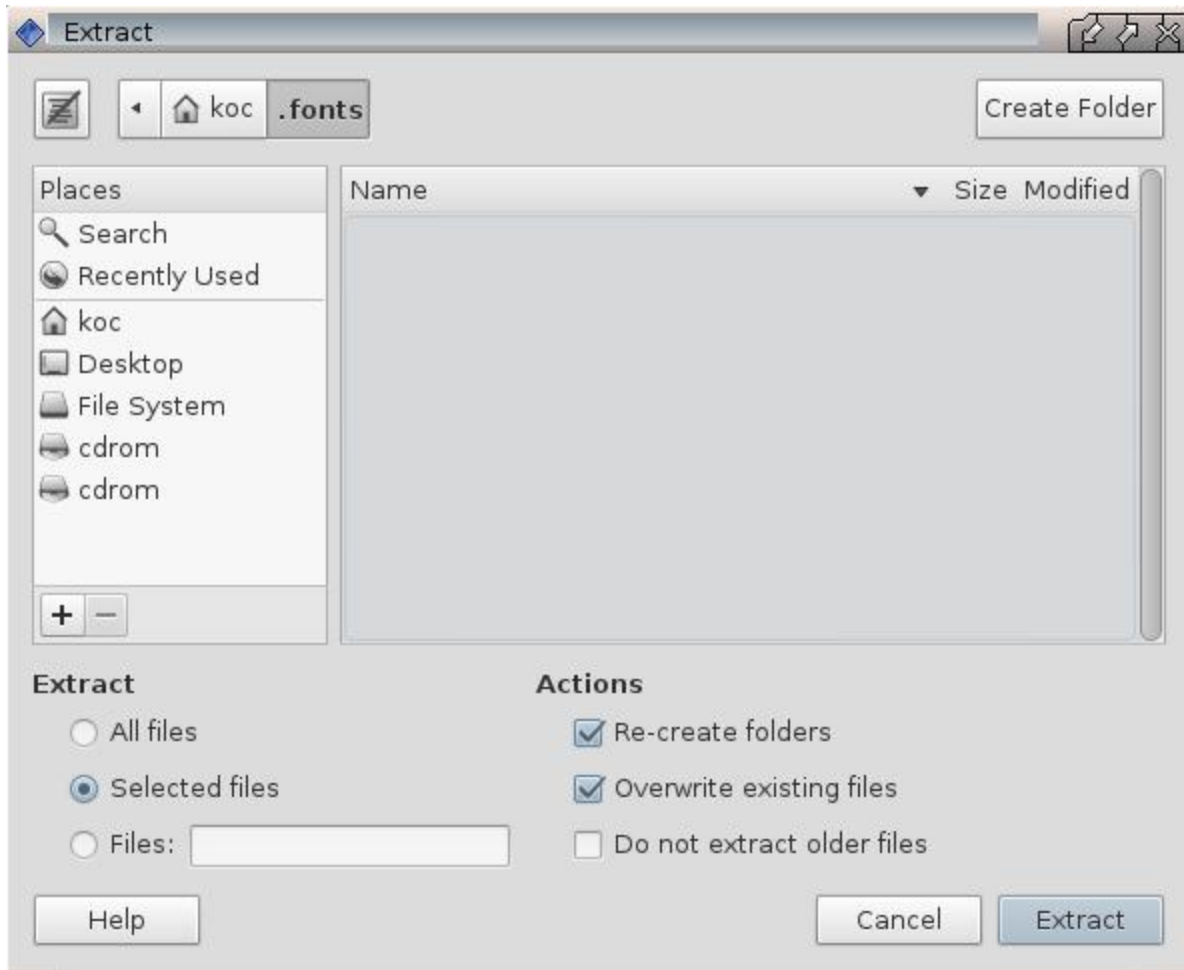 Extract
koc .fonts Create Folder
Places Name Size Modified
Search
Recently Used
koc
Desktop
File System
cdrom
cdrom
+ −
Extract Actions
All files Re-create folders
Selected files Overwrite existing files
Files: Do not extract older files
Help Cancel Extract